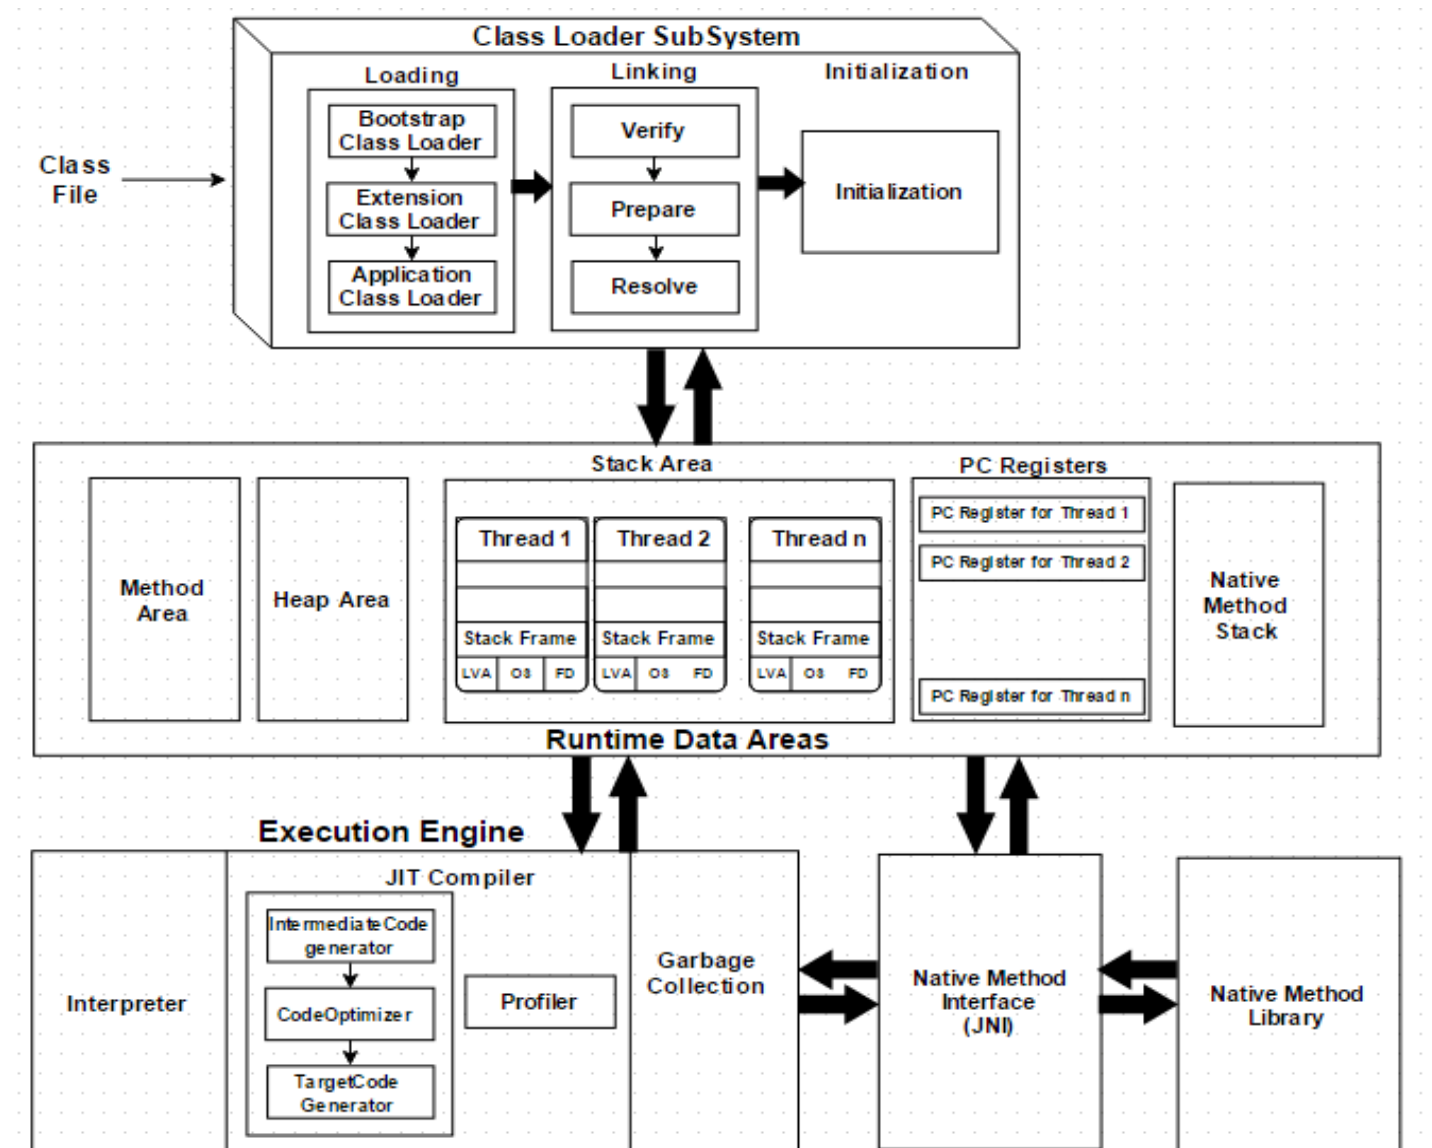 Class Loader SubSystem
Loading
Linking
Initialization
Bootstrap
Class Loader
Extension
Class Loader
Application
Class Loader
Verify
Prepare
Resolve
Initialization
Class
File
Stack Area
PC Registers
Method
Area
Heap Area
Thread 1
Stack Frame
LVA OS FD
Thread 2
Stack Frame
LVA OS FD
Thread n
Stack Frame
LVA OS FD
PC Register for Thread 1
PC Register for Thread 2
PC Register for Thread n
Native
Method
Stack
Runtime Data Areas
Execution Engine
Interpreter
JIT Compiler
IntermediateCode
generator
CodeOptimizer
TargetCode
Generator
Profiler
Garbage
Collection
Native Method
Interface
(JNI)
Native Method
Library